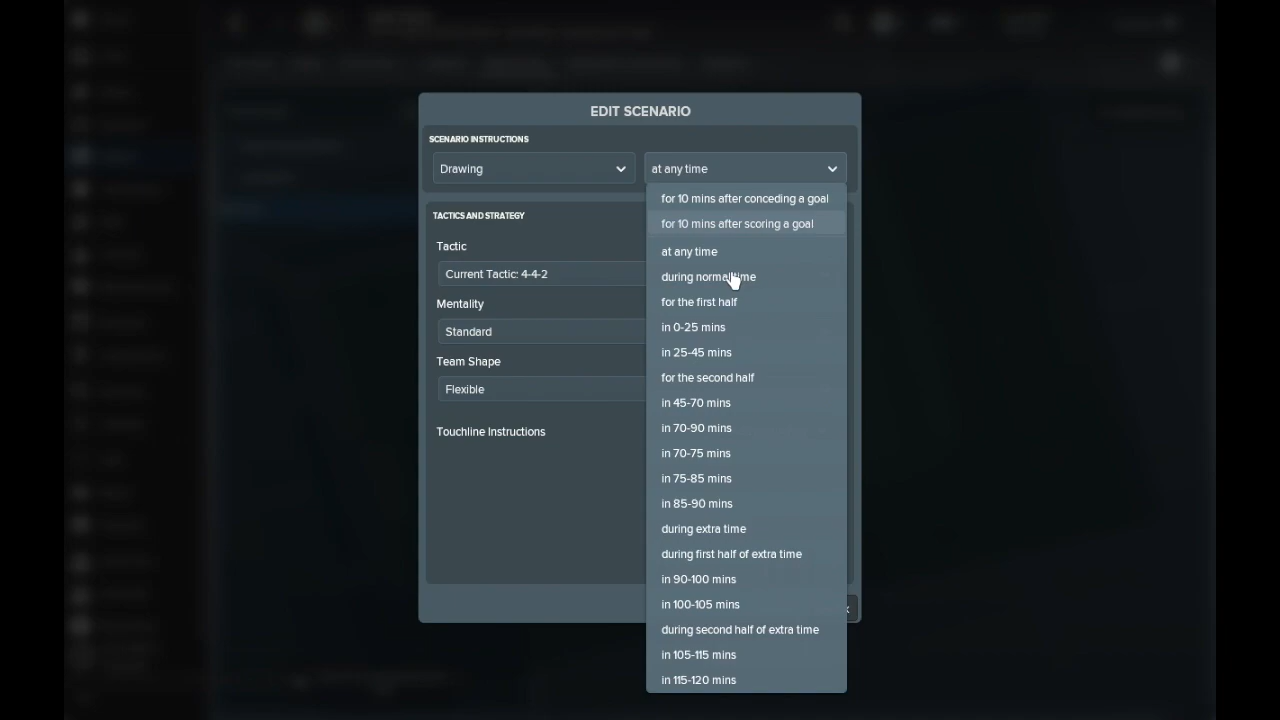 EDIT SCENARIO
SCENARIO INSTRUCTIONS
Drawing
at any time
for 10 mins after conceding a goal
for 10 mins after scoring a goal
at any time
during normal time
for the first half
in 0-25 mins
in 25-45 mins
for the second half
in 45-70 mins
in 70-90 mins
in 70-75 mins
in 75-85 mins
in 85-90 mins
during extra time
during first half of extra time
in 90-100 mins
in 100-105 mins
during second half of extra time
in 105-115 mins
in 115-120 mins
TACTICS AND STRATEGY
Tactic
Current Tactic: 4-4-2
Mentality
Standard
Team Shape
Flexible
Touchline Instructions